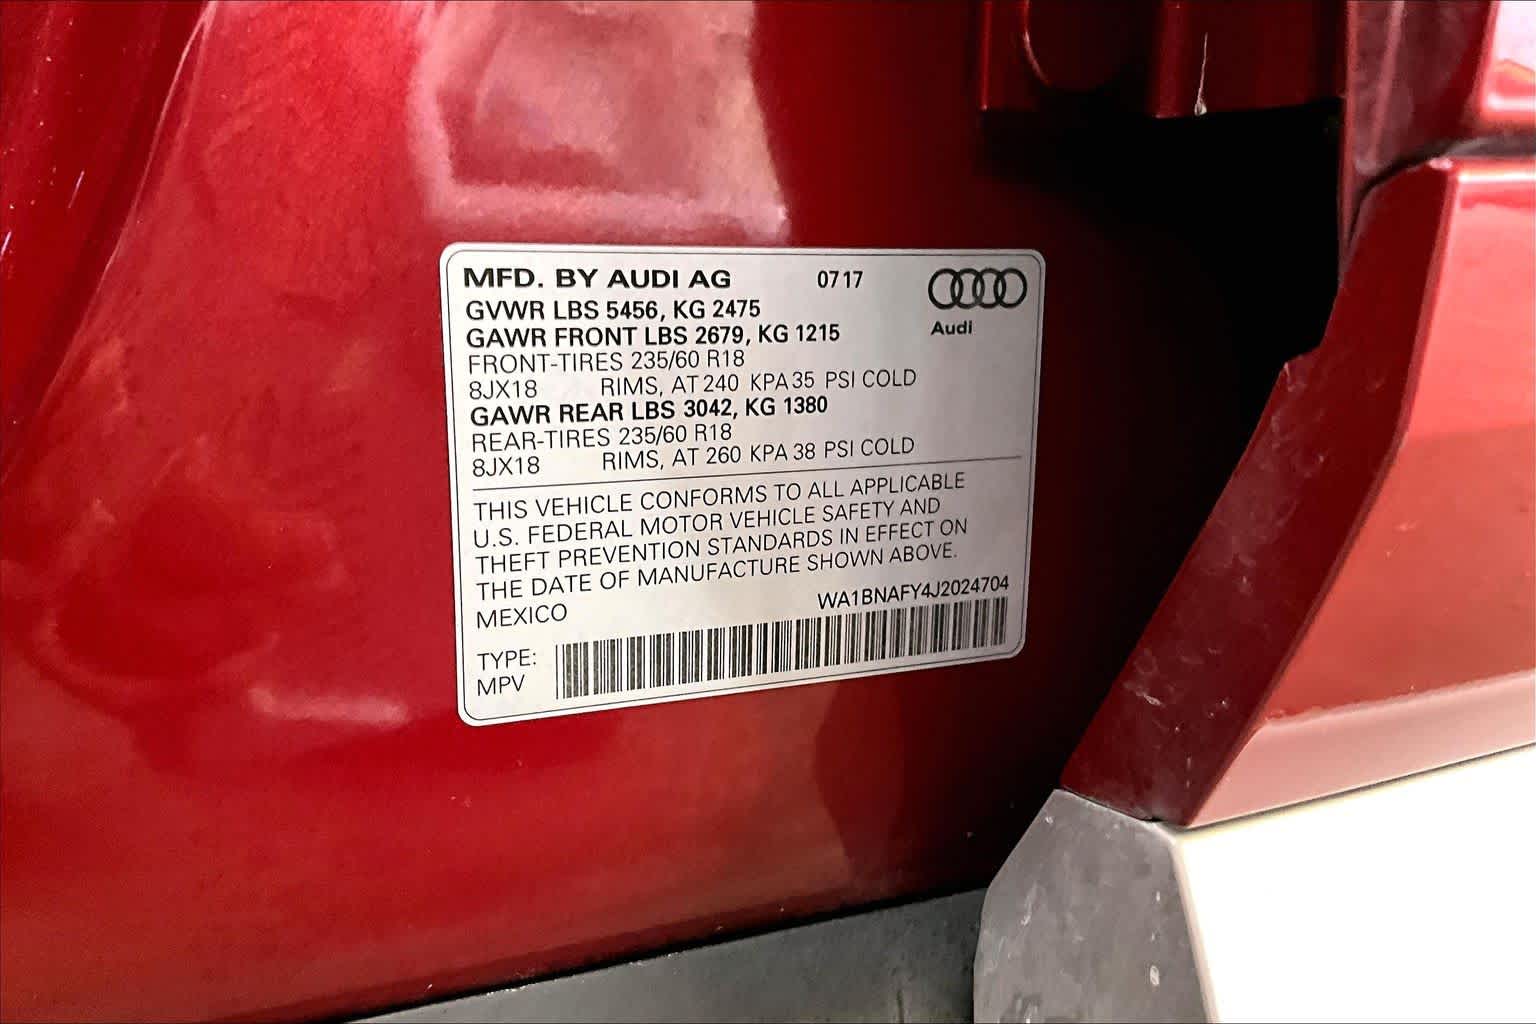 MFD. BY AUDI AG 07 17
GVWR LBS 5456, KG 2475
GAWR FRONT LBS 2679, KG 1215
Audi
FRONT-TIRES 235/60 R18
8JX18 RIMS, AT 240 KPA 35 PSI COLD
GAWR REAR LBS 3042, KG 1380
REAR-TIRES 235/60 R18
8JX18 RIMS, AT 260 KPA 38 PSI COLD
THIS VEHICLE CONFORMS TO ALL APPLICABLE
U.S. FEDERAL MOTOR VEHICLE SAFETY AND
THEFT PREVENTION STANDARDS IN EFFECT ON
THE DATE OF MANUFACTURE SHOWN ABOVE.
MEXICO WA1BNAFY4J2024704
TYPE:
MPV